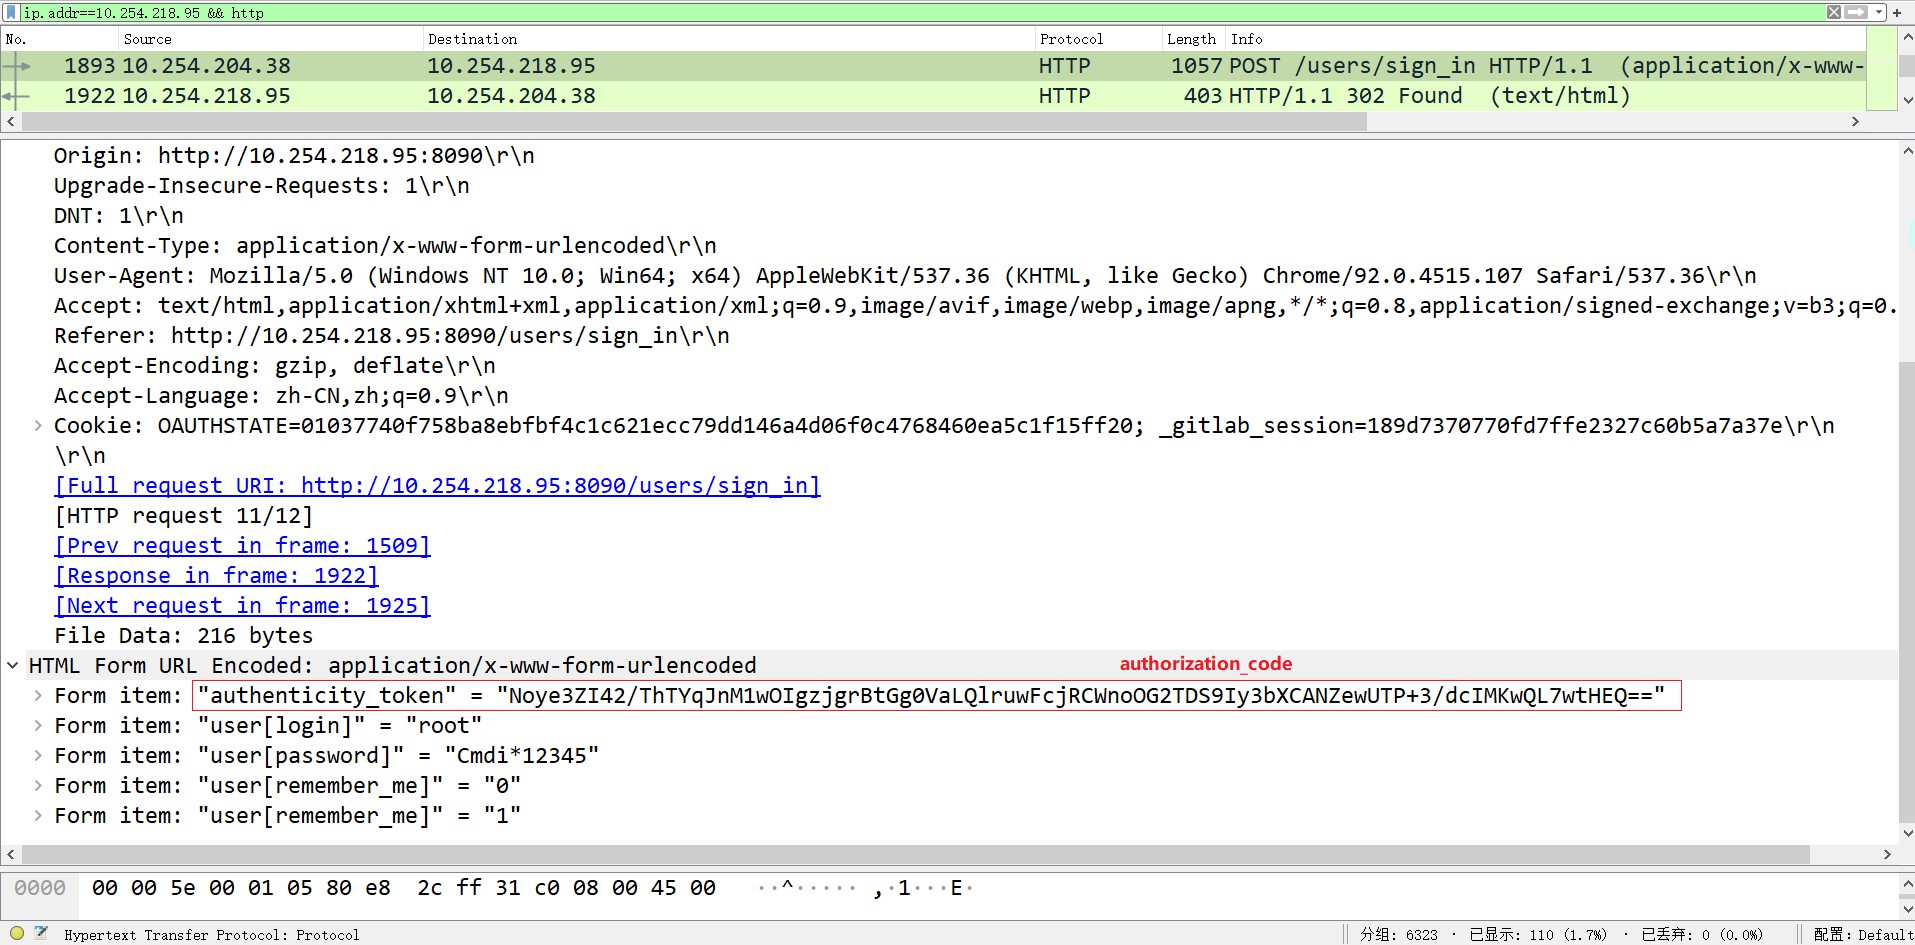 ip.addr==10.254.218.95 && http
No. Source Destination Protocol Length Info
1893 10.254.204.38 10.254.218.95 HTTP 1057 POST /users/sign_in HTTP/1.1 (application/x-www-
1922 10.254.218.95 10.254.204.38 HTTP 403 HTTP/1.1 302 Found (text/html)
Origin: http://10.254.218.95:8090\r\n
Upgrade-Insecure-Requests: 1\r\n
DNT: 1\r\n
Content-Type: application/x-www-form-urlencoded\r\n
User-Agent: Mozilla/5.0 (Windows NT 10.0; Win64; x64) AppleWebKit/537.36 (KHTML, like Gecko) Chrome/92.0.4515.107 Safari/537.36\r\n
Accept: text/html,application/xhtml+xml,application/xml;q=0.9,image/avif,image/webp,image/apng,*/*;q=0.8,application/signed-exchange;v=b3;q=0.
Referer: http://10.254.218.95:8090/users/sign_in\r\n
Accept-Encoding: gzip, deflate\r\n
Accept-Language: zh-CN,zh;q=0.9\r\n
Cookie: OAUTHSTATE=01037740f758ba8ebfbf4c1c621ecc79dd146a4d06f0c4768460ea5c1f15ff20; _gitlab_session=189d7370770fd7ffe2327c60b5a7a37e\r\n
\r\n
[Full request URI: http://10.254.218.95:8090/users/sign_in]
[HTTP request 11/12]
[Prev request in frame: 1509]
[Response in frame: 1922]
[Next request in frame: 1925]
File Data: 216 bytes
HTML Form URL Encoded: application/x-www-form-urlencoded
authorization_code
Form item: "authenticity_token" = "Noye3ZI42/ThTYqJnM1wOIgzjgrBtGg0VaLQlruwFcjRCWnoOG2TDS9Iy3bXCANZewUTP+3/dcIMKwQL7wtHEQ=="
Form item: "user[login]" = "root"
Form item: "user[password]" = "Cmdi*12345"
Form item: "user[remember_me]" = "0"
Form item: "user[remember_me]" = "1"
0000 00 00 5e 00 01 05 80 e8 2c ff 31 c0 08 00 45 00 ··^····· ,·1···E·
Hypertext Transfer Protocol: Protocol 分组: 6323 · 已显示: 110 (1.7%) · 已丢弃: 0 (0.0%) 配置: Default